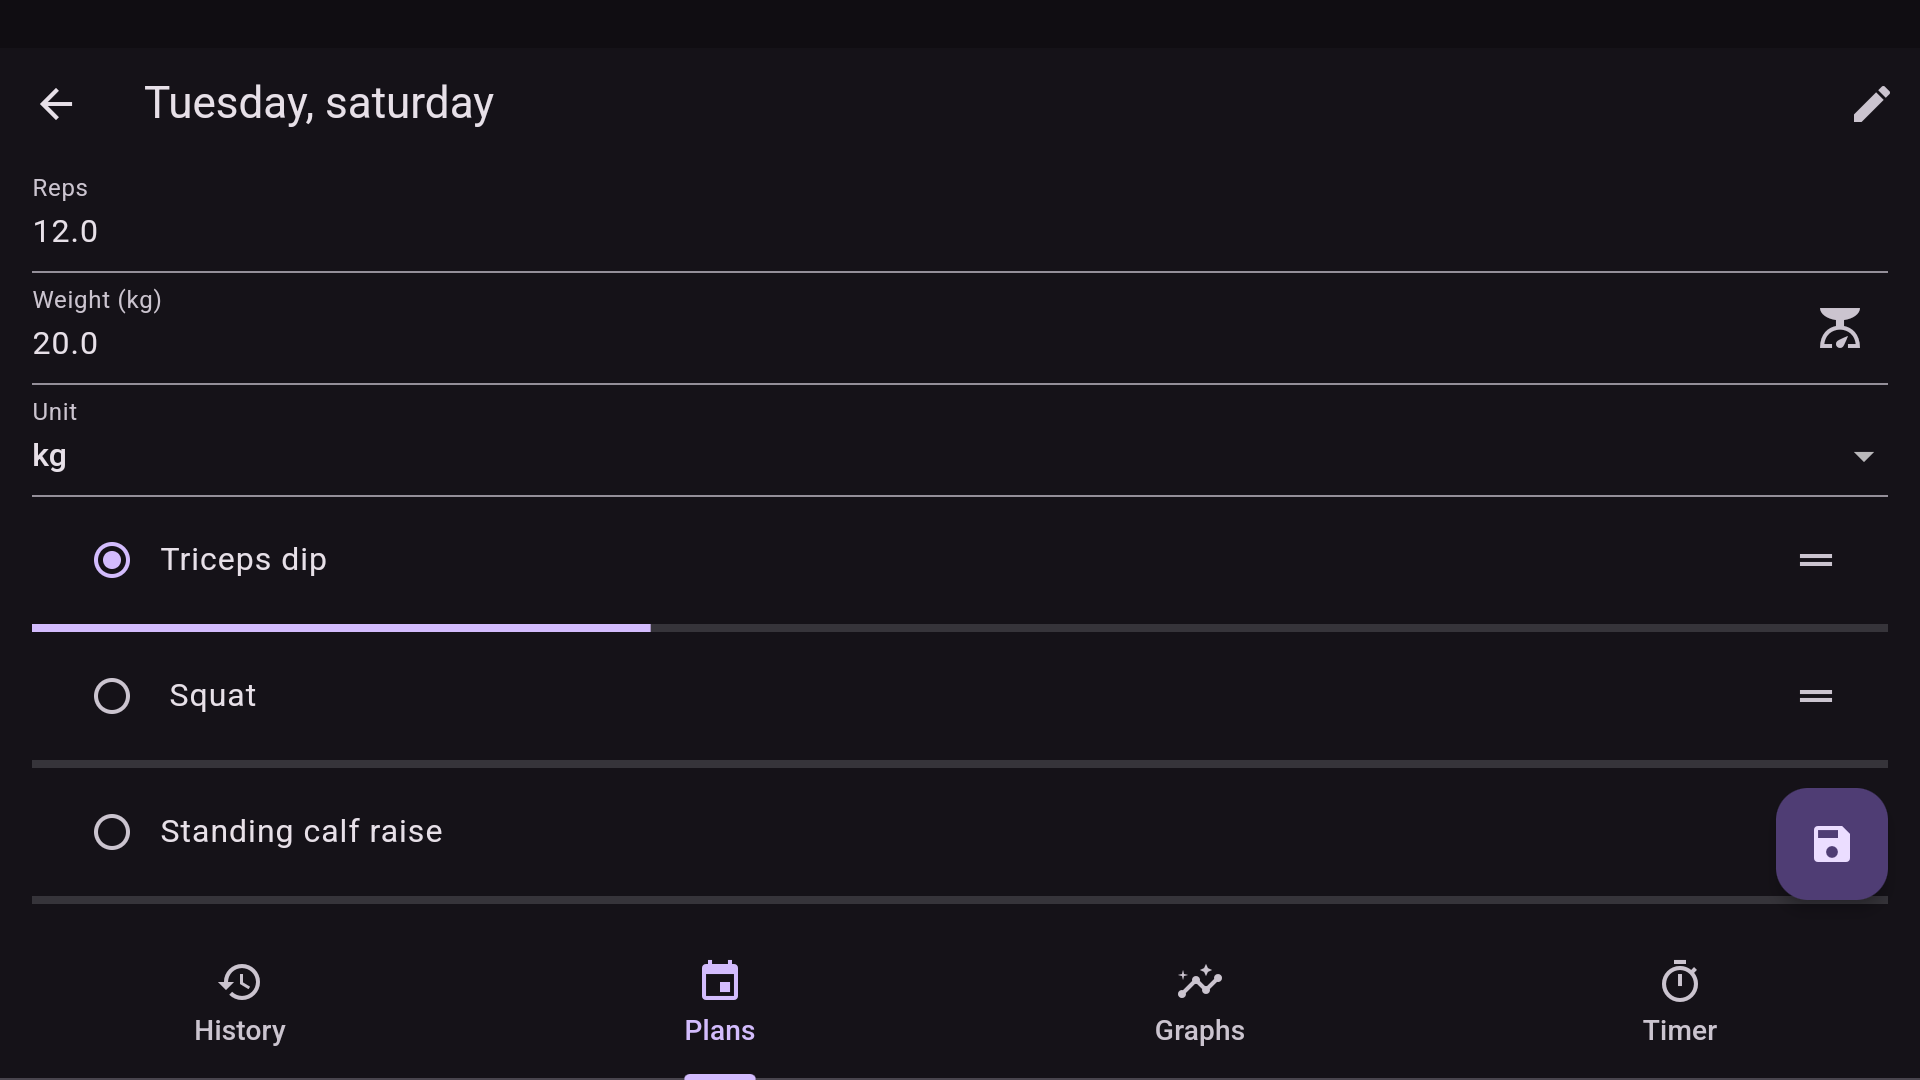 Tuesday, saturday
Reps
12.0
Weight (kg)
20.0
Unit
kg
Triceps dip
Squat
Standing calf raise
History
Plans
Graphs
Timer